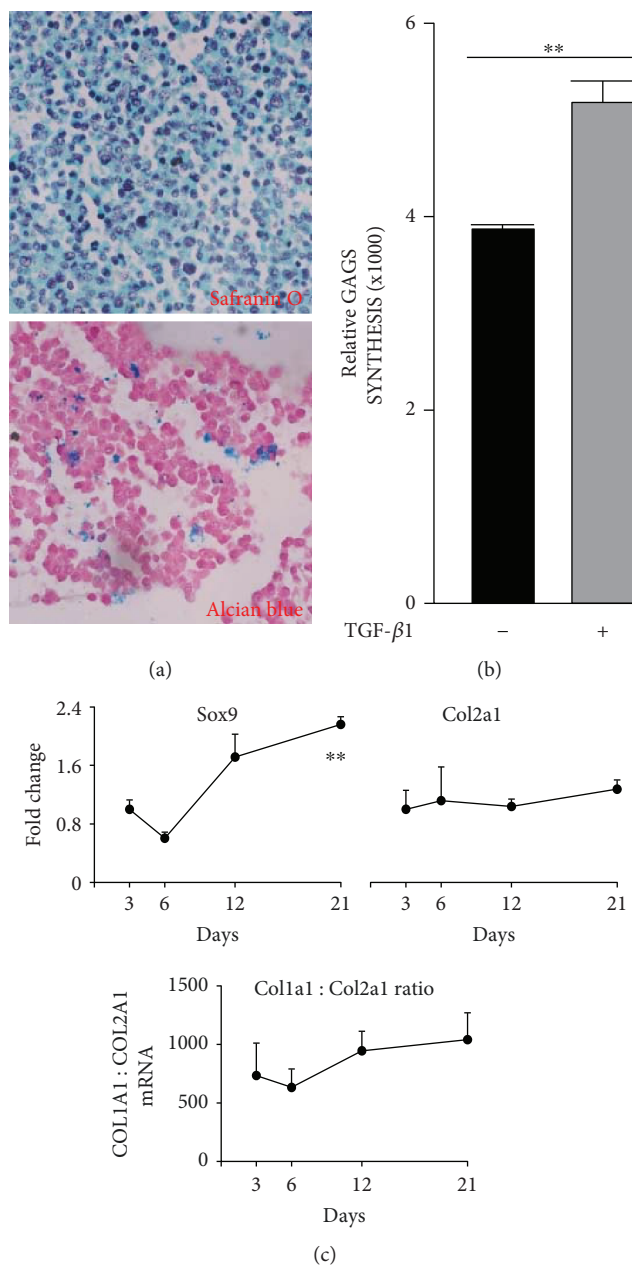 Safranin O
Alcian blue
(a)
6
4
2
0
Relative GAGS
SYNTHESIS (x1000)
**
TGF-β1 − +
(b)
2.4
1.6
0.8
0
Fold change
Sox9
**
3 6 12 21
Days
Col2a1
3 6 12 21
Days
1500
1000
500
0
COL1A1 : COL2A1
mRNA
Col1a1 : Col2a1 ratio
3 6 12 21
Days
(c)